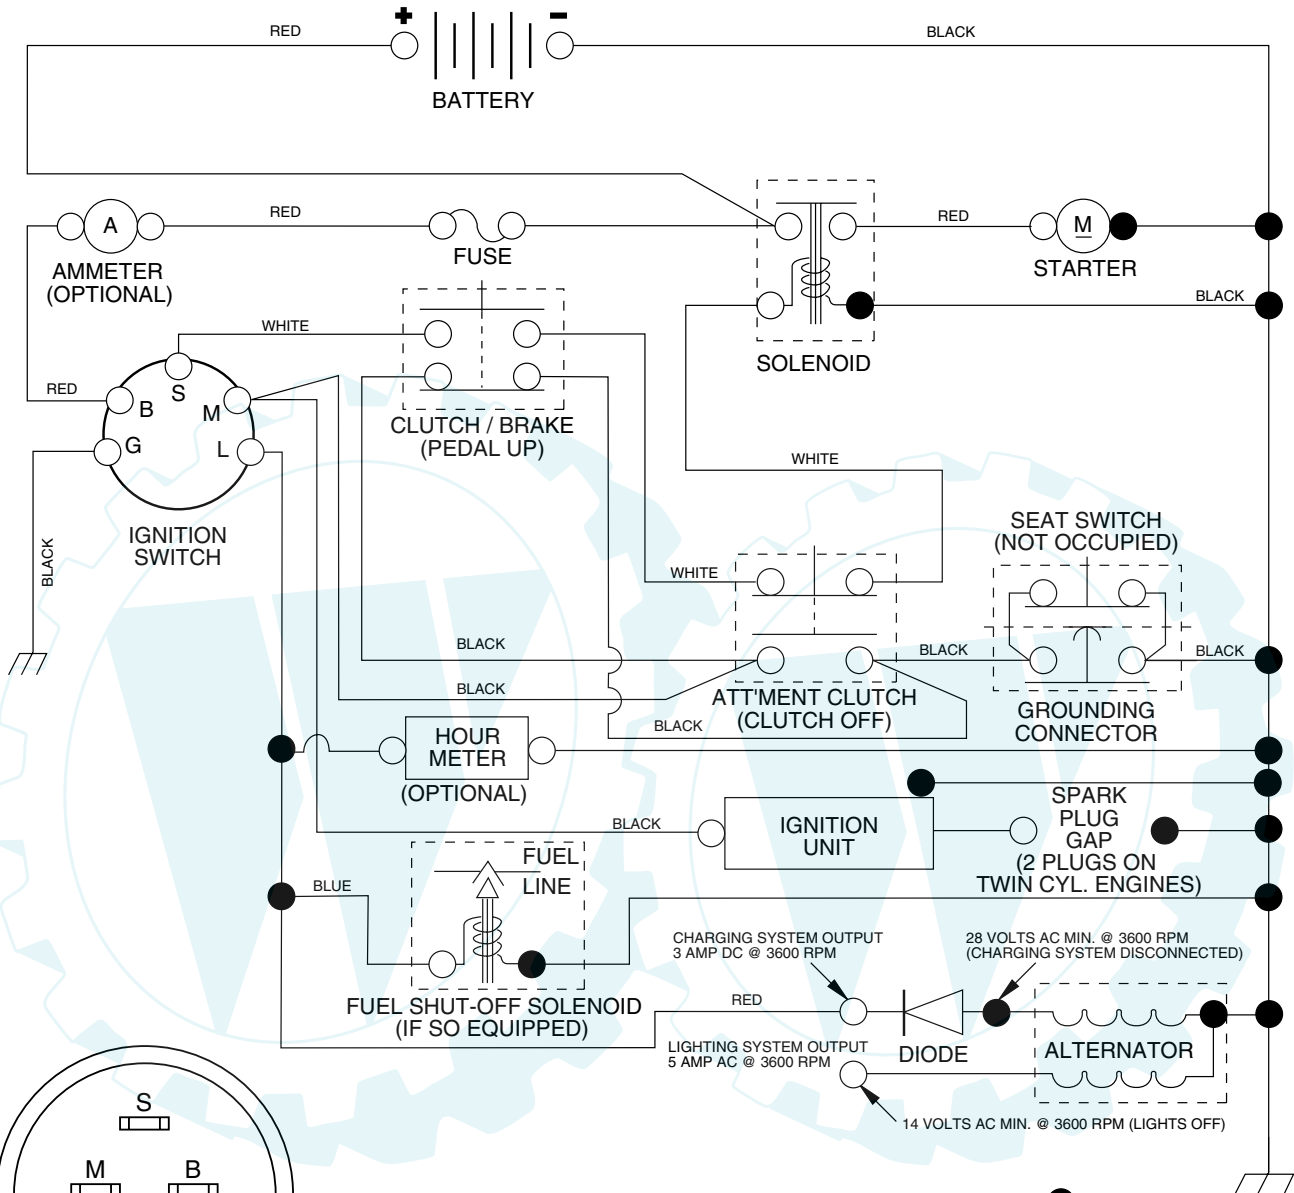 + −
RED
BLACK
BATTERY
A
RED
RED
M
FUSE
STARTER
AMMETER
(OPTIONAL)
BLACK
WHITE
SOLENOID
RED
S
B
M
G
L
CLUTCH / BRAKE
(PEDAL UP)
WHITE
IGNITION
SWITCH
BLACK
SEAT SWITCH
(NOT OCCUPIED)
WHITE
BLACK
BLACK
BLACK
BLACK
ATT'MENT CLUTCH
(CLUTCH OFF)
BLACK
GROUNDING
CONNECTOR
HOUR
METER
(OPTIONAL)
BLACK
IGNITION
UNIT
SPARK
PLUG
GAP
(2 PLUGS ON
TWIN CYL. ENGINES)
FUEL
LINE
BLUE
FUEL SHUT-OFF SOLENOID
(IF SO EQUIPPED)
CHARGING SYSTEM OUTPUT
3 AMP DC @ 3600 RPM
28 VOLTS AC MIN. @ 3600 RPM
(CHARGING SYSTEM DISCONNECTED)
RED
LIGHTING SYSTEM OUTPUT
5 AMP AC @ 3600 RPM
DIODE
ALTERNATOR
14 VOLTS AC MIN. @ 3600 RPM (LIGHTS OFF)
S
M
B